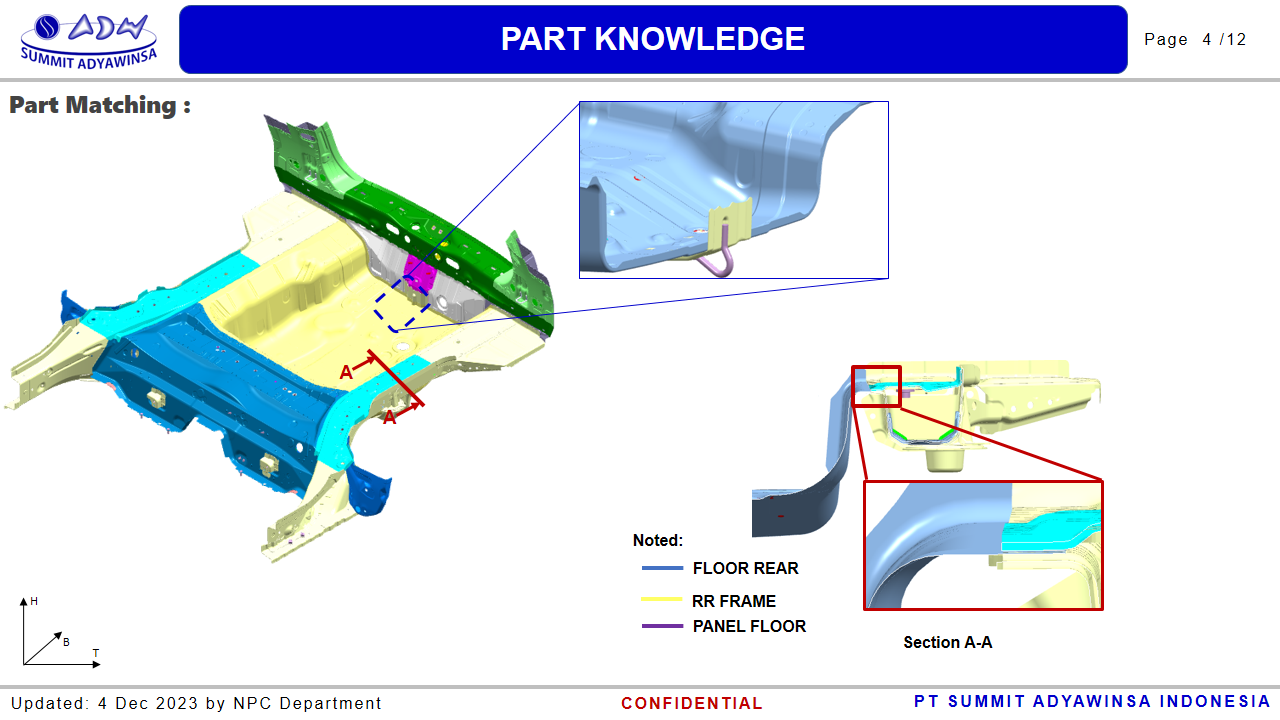 ADW
SUMMIT ADYAWINSA
PART KNOWLEDGE
Page 4 /12
Part Matching :
A
A
Noted:
FLOOR REAR
RR FRAME
PANEL FLOOR
Section A-A
H
B
T
Updated: 4 Dec 2023 by NPC Department
CONFIDENTIAL
PT SUMMIT ADYAWINSA INDONESIA